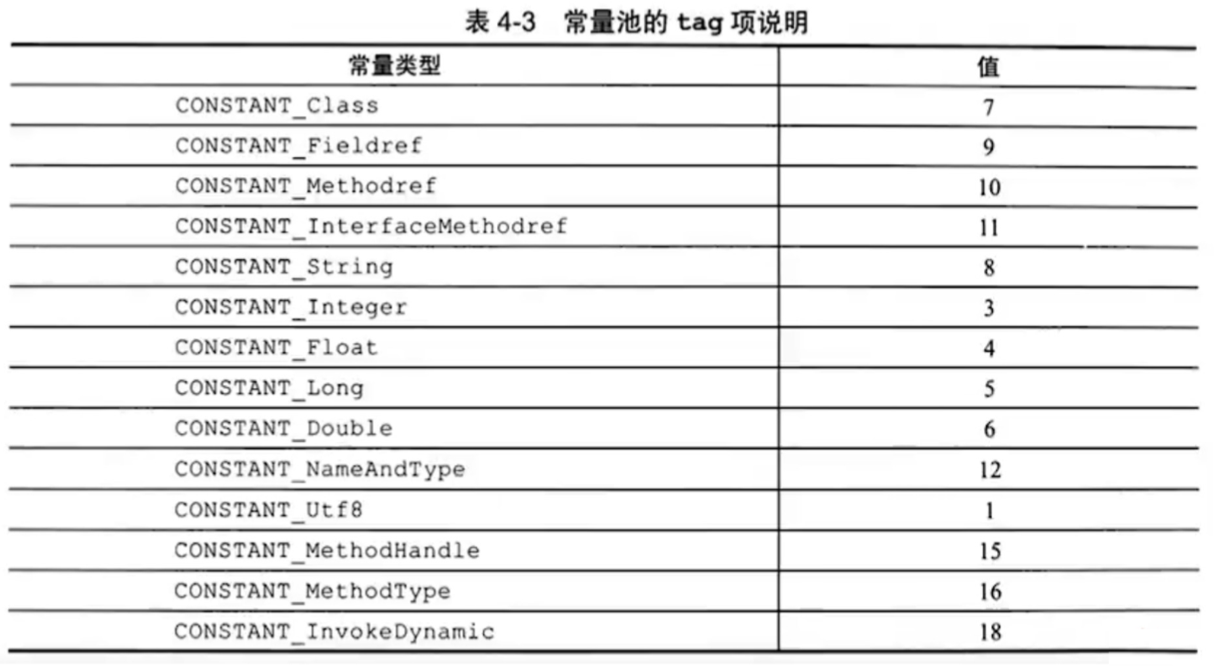 表 4-3 常量池的 tag 项说明
常量类型 值
CONSTANT_Class 7
CONSTANT_Fieldref 9
CONSTANT_Methodref 10
CONSTANT_InterfaceMethodref 11
CONSTANT_String 8
CONSTANT_Integer 3
CONSTANT_Float 4
CONSTANT_Long 5
CONSTANT_Double 6
CONSTANT_NameAndType 12
CONSTANT_Utf8 1
CONSTANT_MethodHandle 15
CONSTANT_MethodType 16
CONSTANT_InvokeDynamic 18